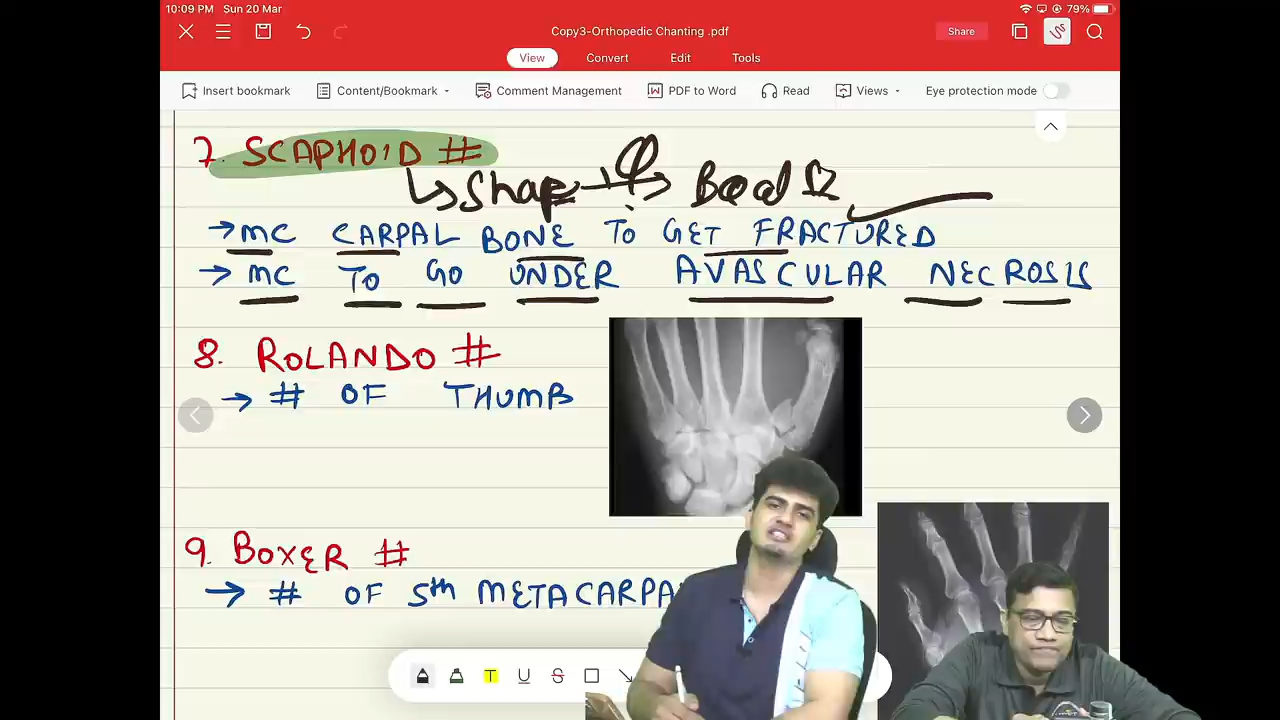 10:09 PM Sun 20 Mar
79%
Copy3-Orthopedic Chanting .pdf
Share
View Convert Edit Tools
Insert bookmark Content/Bookmark Comment Management PDF to Word Read Views Eye protection mode
7. SCAPHOID #
↳ Shape → Boat
→ MC CARPAL BONE TO GET FRACTURED
→ MC TO GO UNDER AVASCULAR NECROSIS
8. ROLANDO #
→ # OF THUMB
9. BOXER #
→ # OF 5th METACARPA
T U S